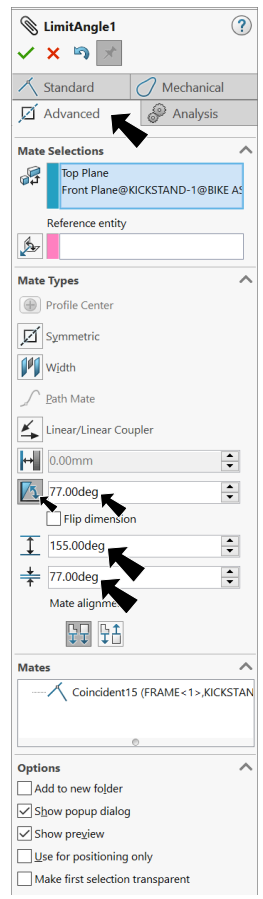 LimitAngle1
?
Standard
Mechanical
Advanced
Analysis
Mate Selections
Top Plane
Front Plane@KICKSTAND-1@BIKE AS
Reference entity
Mate Types
Profile Center
Symmetric
Width
Path Mate
Linear/Linear Coupler
0.00mm
77.00deg
Flip dimension
155.00deg
77.00deg
Mate alignme
Mates
Coincident15 (FRAME<1>,KICKSTAN
Options
Add to new folder
Show popup dialog
Show preview
Use for positioning only
Make first selection transparent